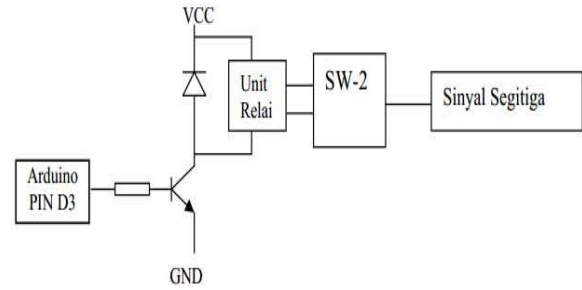 VCC
Unit
Relai
SW-2
Sinyal Segitiga
Arduino
PIN D3
GND